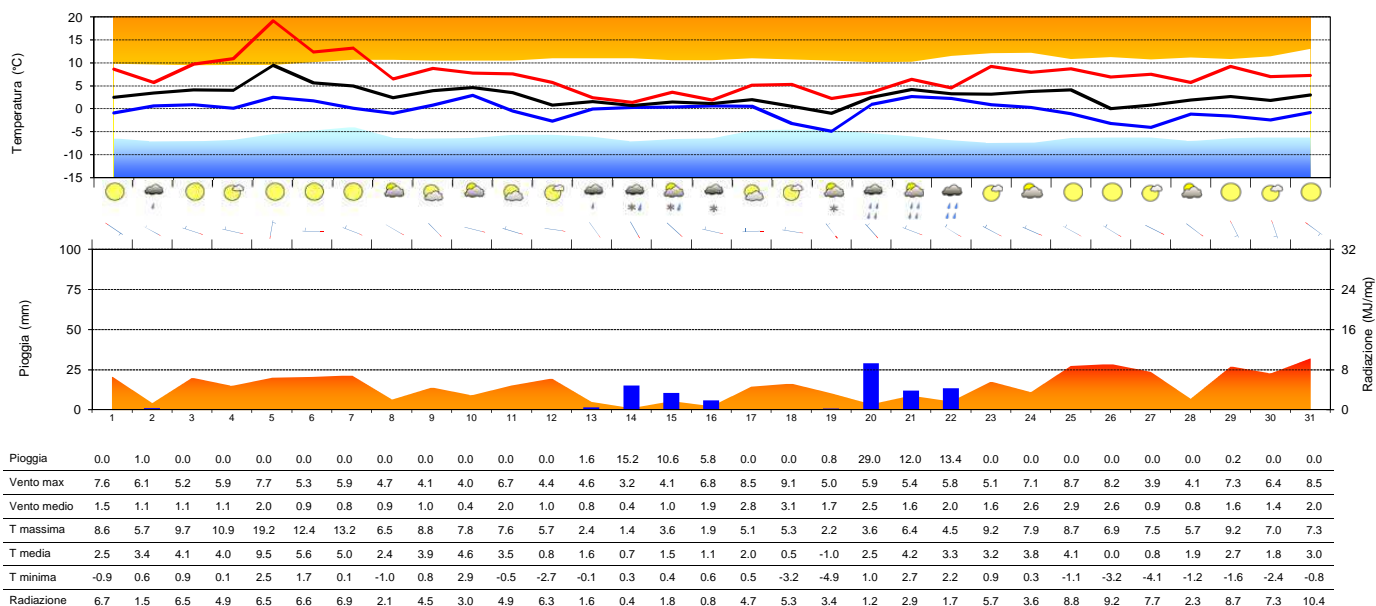 Temperatura (°C)
20
15
10
5
0
-5
-10
-15
Pioggia (mm)
100
75
50
25
0
Radiazione (MJ/mq)
32
24
16
8
0
1 2 3 4 5 6 7 8 9 10 11 12 13 14 15 16 17 18 19 20 21 22 23 24 25 26 27 28 29 30 31
Pioggia 0.0 1.0 0.0 0.0 0.0 0.0 0.0 0.0 0.0 0.0 0.0 0.0 1.6 15.2 10.6 5.8 0.0 0.0 0.8 29.0 12.0 13.4 0.0 0.0 0.0 0.0 0.0 0.0 0.2 0.0 0.0
Vento max 7.6 6.1 5.2 5.9 7.7 5.3 5.9 4.7 4.1 4.0 6.7 4.4 4.6 3.2 4.1 6.8 8.5 9.1 5.0 5.9 5.4 5.8 5.1 7.1 8.7 8.2 3.9 4.1 7.3 6.4 8.5
Vento medio 1.5 1.1 1.1 1.1 2.0 0.9 0.8 0.9 1.0 0.4 2.0 1.0 0.8 0.4 1.0 1.9 2.8 3.1 1.7 2.5 1.6 2.0 1.6 2.6 2.9 2.6 0.9 0.8 1.6 1.4 2.0
T massima 8.6 5.7 9.7 10.9 19.2 12.4 13.2 6.5 8.8 7.8 7.6 5.7 2.4 1.4 3.6 1.9 5.1 5.3 2.2 3.6 6.4 4.5 9.2 7.9 8.7 6.9 7.5 5.7 9.2 7.0 7.3
T media 2.5 3.4 4.1 4.0 9.5 5.6 5.0 2.4 3.9 4.6 3.5 0.8 1.6 0.7 1.5 1.1 2.0 0.5 -1.0 2.5 4.2 3.3 3.2 3.8 4.1 0.0 0.8 1.9 2.7 1.8 3.0
T minima -0.9 0.6 0.9 0.1 2.5 1.7 0.1 -1.0 0.8 2.9 -0.5 -2.7 -0.1 0.3 0.4 0.6 0.5 -3.2 -4.9 1.0 2.7 2.2 0.9 0.3 -1.1 -3.2 -4.1 -1.2 -1.6 -2.4 -0.8
Radiazione 6.7 1.5 6.5 4.9 6.5 6.6 6.9 2.1 4.5 3.0 4.9 6.3 1.6 0.4 1.8 0.8 4.7 5.3 3.4 1.2 2.9 1.7 5.7 3.6 8.8 9.2 7.7 2.3 8.7 7.3 10.4